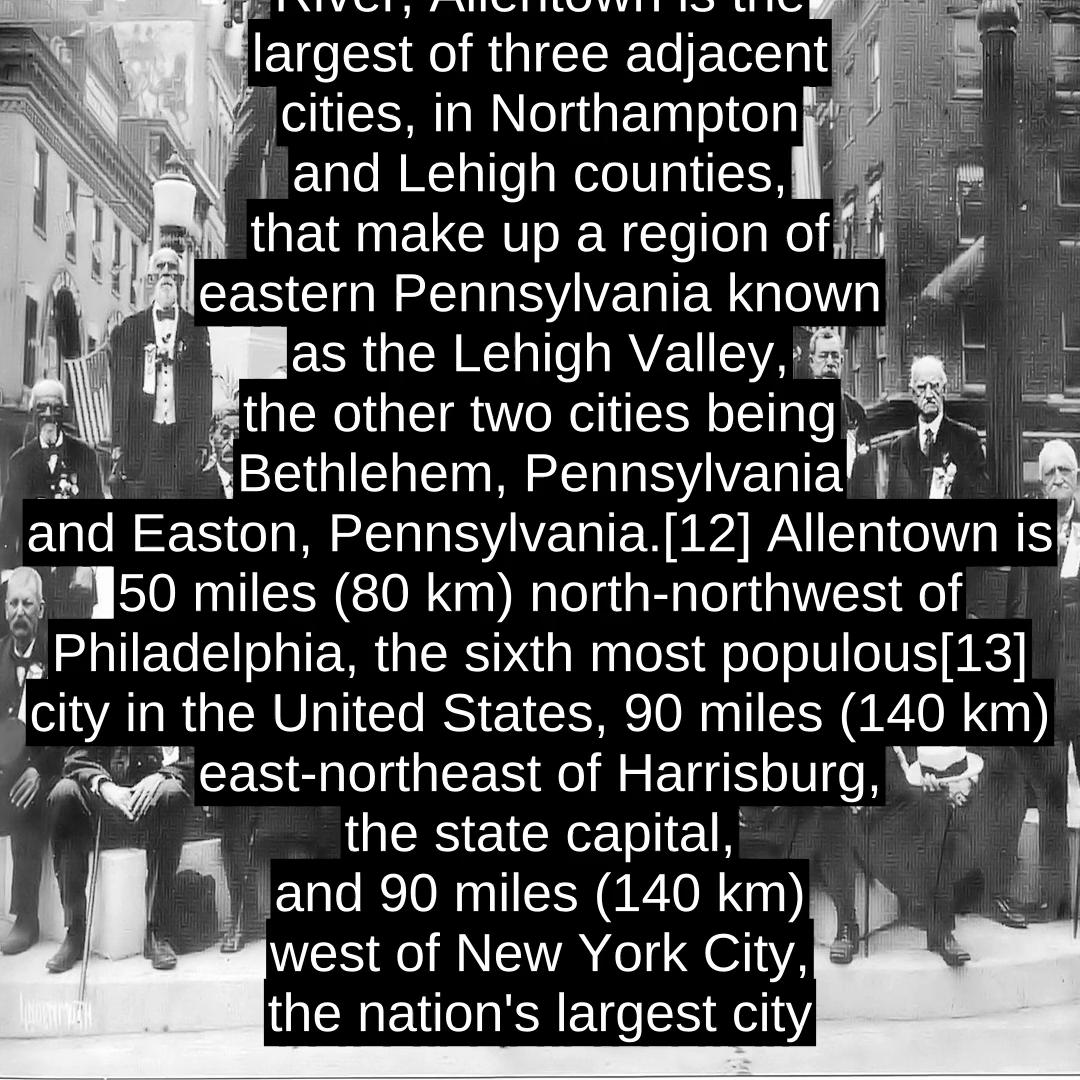 River, Allentown is the
largest of three adjacent
cities, in Northampton
and Lehigh counties,
that make up a region of
eastern Pennsylvania known
as the Lehigh Valley,
the other two cities being
Bethlehem, Pennsylvania
and Easton, Pennsylvania.[12] Allentown is
50 miles (80 km) north-northwest of
Philadelphia, the sixth most populous[13]
city in the United States, 90 miles (140 km)
east-northeast of Harrisburg,
the state capital,
and 90 miles (140 km)
west of New York City,
the nation's largest city